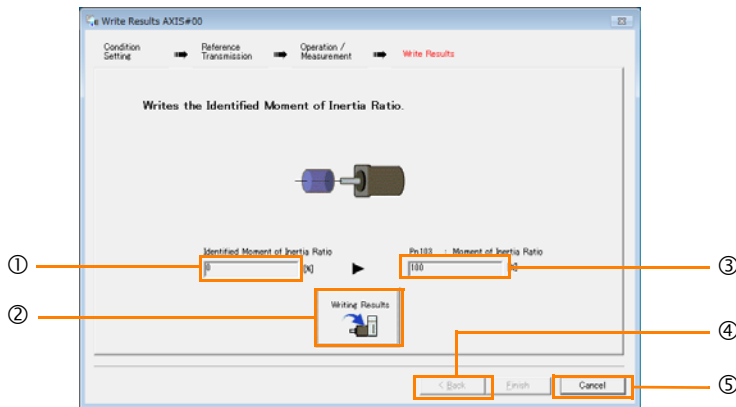 Write Results AXIS#00
Condition Setting
Reference Transmission
Operation / Measurement
Write Results
Writes the Identified Moment of Inertia Ratio.
Identified Moment of Inertia Ratio
Pn103 : Moment of Inertia Ratio
① 0 [%] ► 100 [%] ③
Writing Results
②
④
< Back Finish Cancel ⑤